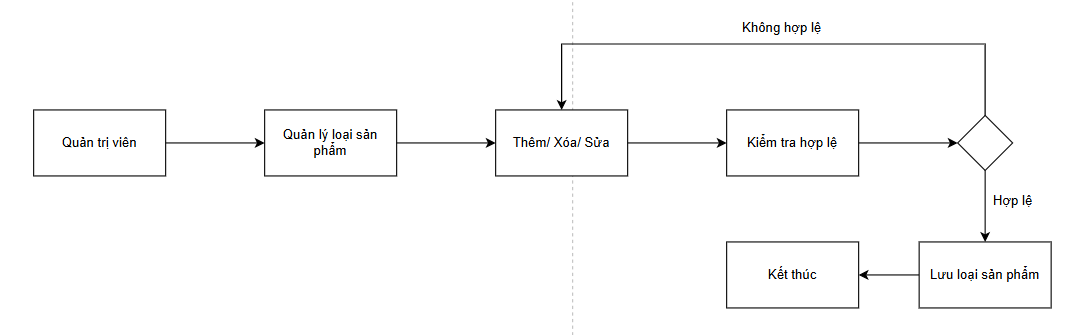 Không hợp lệ
Quản trị viên
Quản lý loại sản
phẩm
Thêm/ Xóa/ Sửa
Kiểm tra hợp lệ
Hợp lệ
Kết thúc
Lưu loại sản phẩm